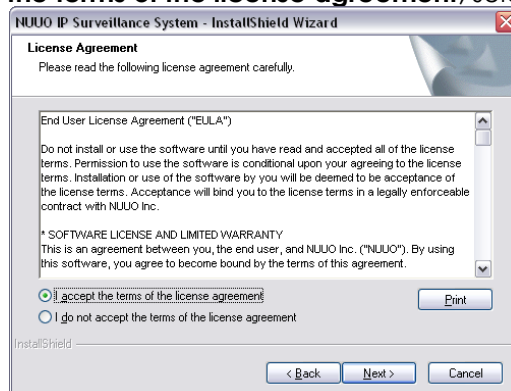 the terms of the license agreement
NUUO IP Surveillance System - InstallShield Wizard
License Agreement
Please read the following license agreement carefully.
End User License Agreement ("EULA")
Do not install or use the software until you have read and accepted all of the license
terms. Permission to use the software is conditional upon your agreeing to the license
terms. Installation or use of the software by you will be deemed to be acceptance of
the license terms. Acceptance will bind you to the license terms in a legally enforceable
contract with NUUO Inc.
* SOFTWARE LICENSE AND LIMITED WARRANTY
This is an agreement between you, the end user, and NUUO Inc. ("NUUO"). By using
this software, you agree to become bound by the terms of this agreement.
I accept the terms of the license agreement
Print
I do not accept the terms of the license agreement
InstallShield
< Back Next > Cancel